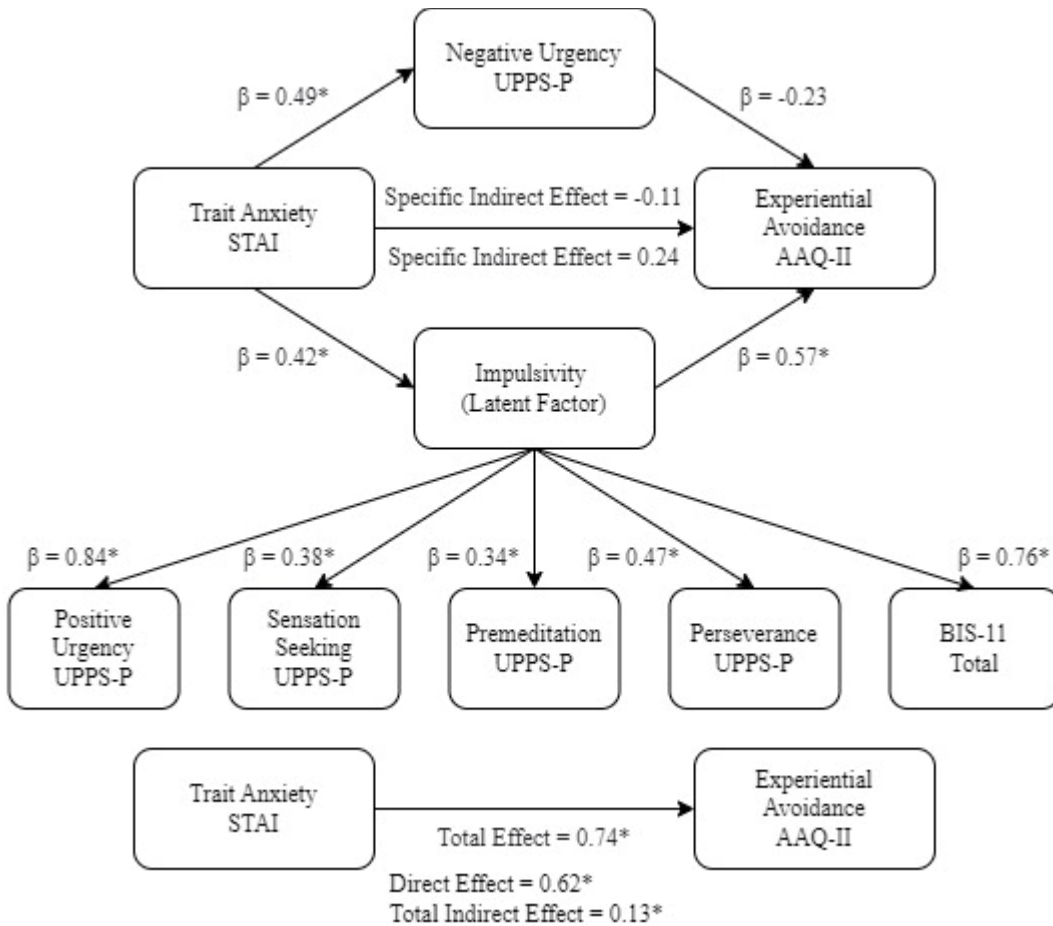 Negative Urgency
UPPS-P
β = 0.49*
β = -0.23
Trait Anxiety
STAI
Specific Indirect Effect = -0.11
Specific Indirect Effect = 0.24
Experiential
Avoidance
AAQ-II
β = 0.42*
Impulsivity
(Latent Factor)
β = 0.57*
β = 0.84*
β = 0.38*
β = 0.34*
β = 0.47*
β = 0.76*
Positive
Urgency
UPPS-P
Sensation
Seeking
UPPS-P
Premeditation
UPPS-P
Perseverance
UPPS-P
BIS-11
Total
Trait Anxiety
STAI
Total Effect = 0.74*
Experiential
Avoidance
AAQ-II
Direct Effect = 0.62*
Total Indirect Effect = 0.13*